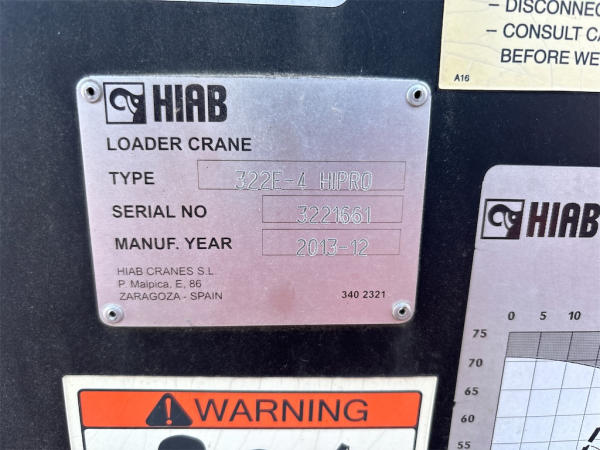 HIAB
LOADER CRANE
TYPE 322E-4 HIPRO
SERIAL NO 3221661
MANUF. YEAR 2013-12
HIAB CRANES S.L
P. Malpica, E, 86
ZARAGOZA - SPAIN
340 2321
– DISCONNEC
– CONSULT CA
BEFORE WE
A16
HIAB
0 5 10
75
70
65
60
55
WARNING